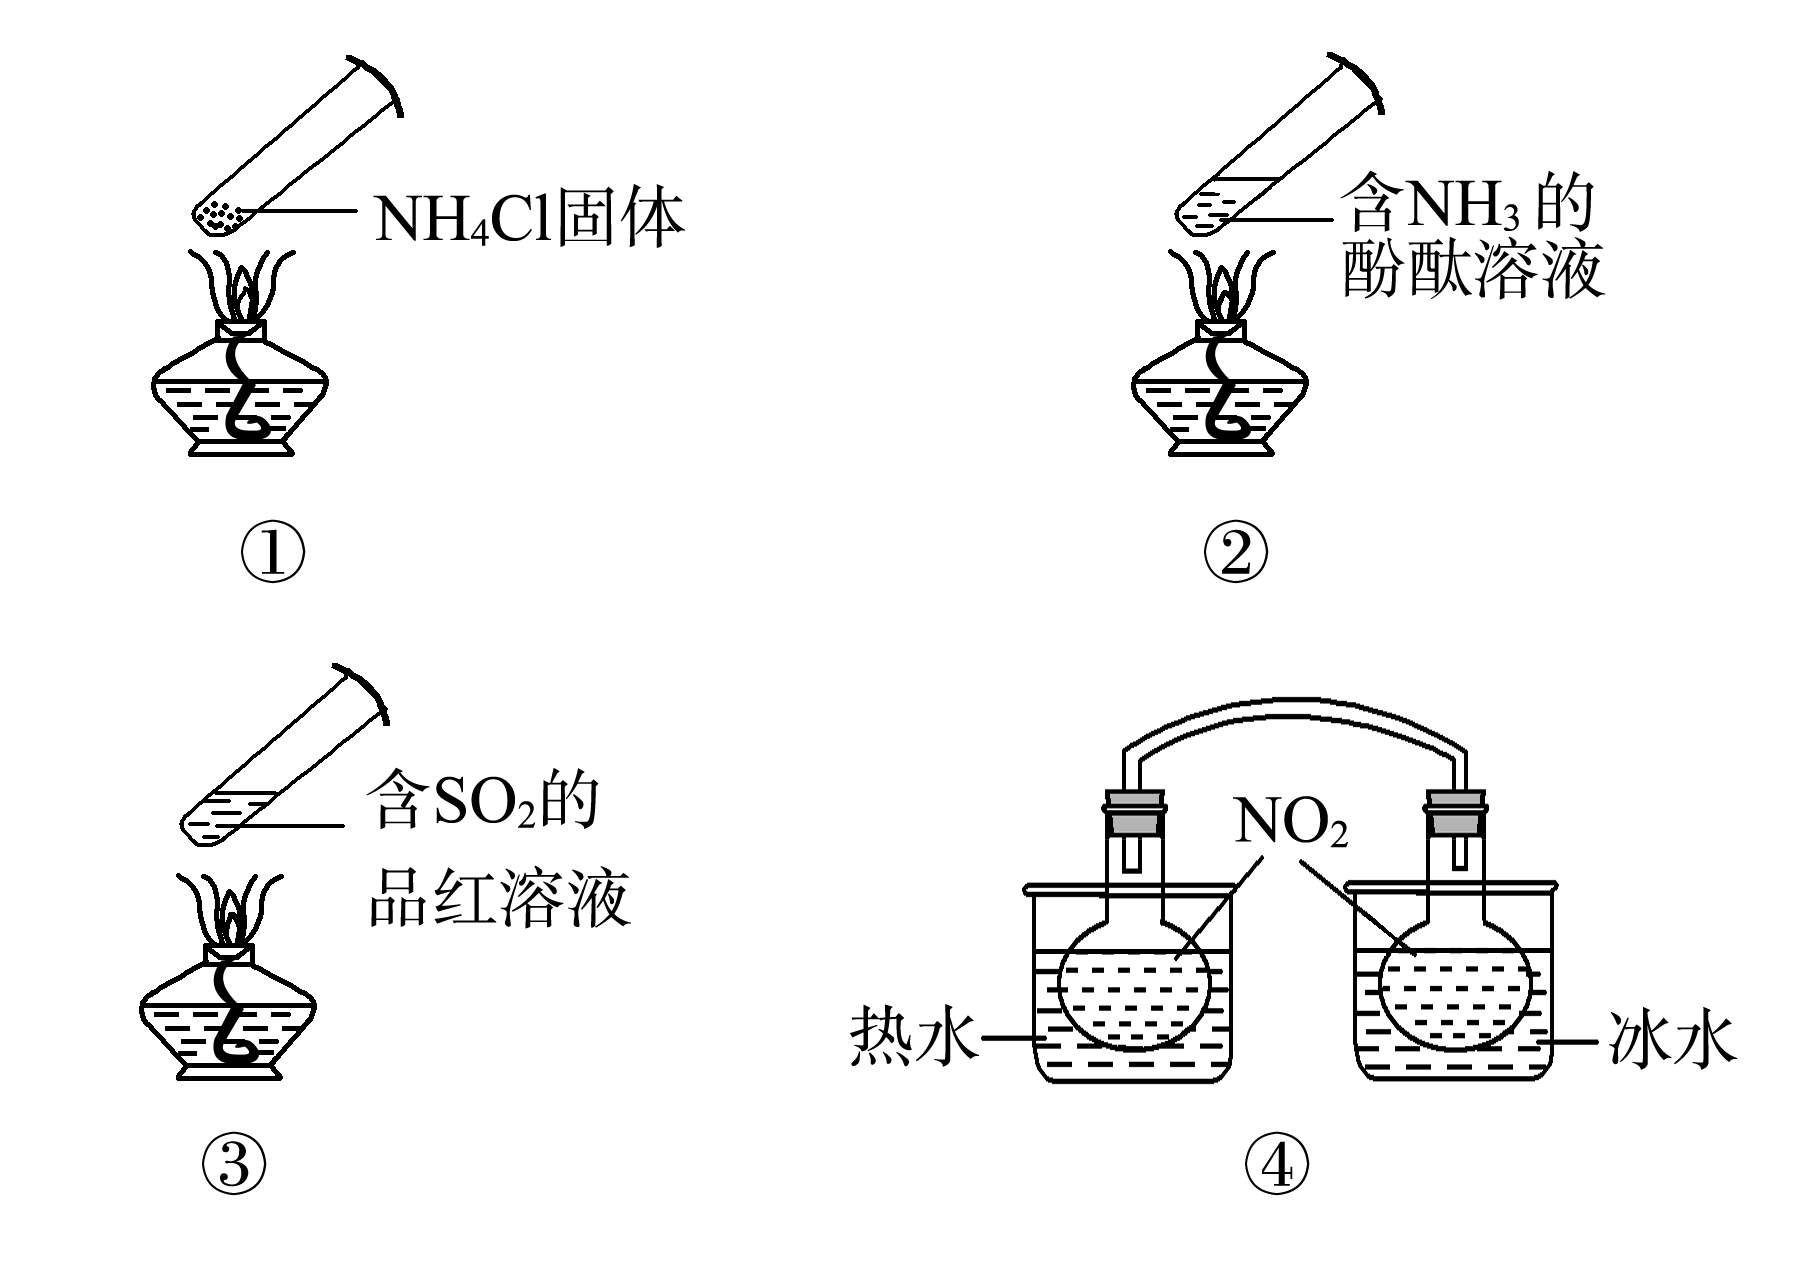 NH₄Cl固体
含NH₃的
酚酞溶液
①
②
含SO₂的
品红溶液
NO₂
热水
冰水
③
④